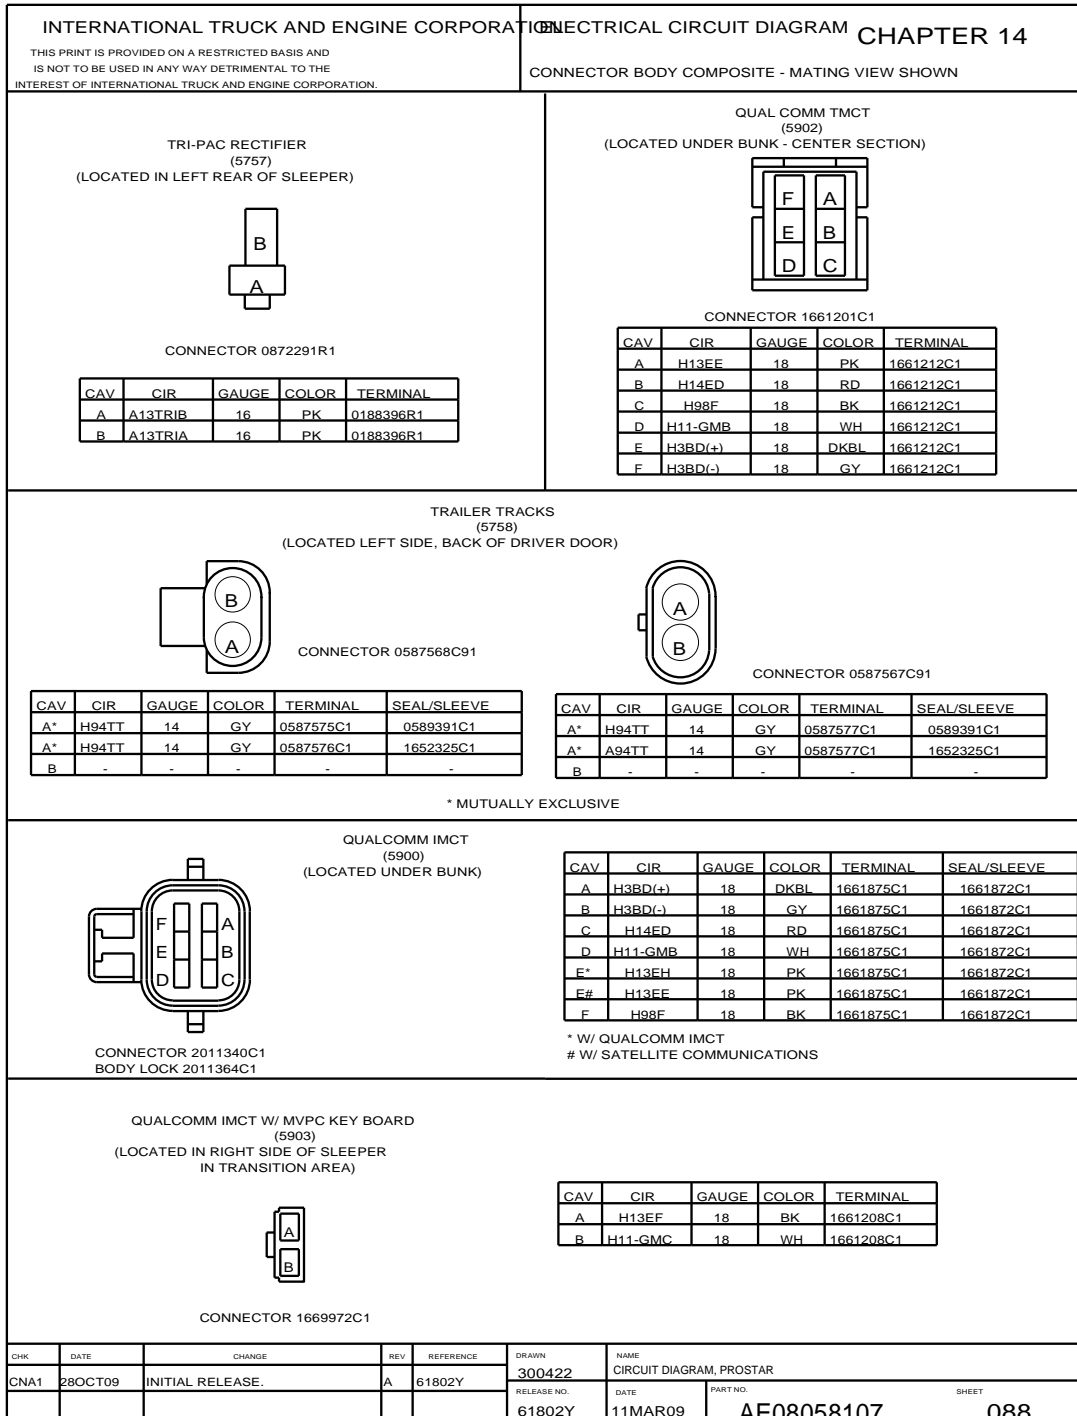 INTERNATIONAL TRUCK AND ENGINE CORPORATION
ELECTRICAL CIRCUIT DIAGRAM
CHAPTER 14
THIS PRINT IS PROVIDED ON A RESTRICTED BASIS AND
IS NOT TO BE USED IN ANY WAY DETRIMENTAL TO THE
INTEREST OF INTERNATIONAL TRUCK AND ENGINE CORPORATION.
CONNECTOR BODY COMPOSITE - MATING VIEW SHOWN
TRI-PAC RECTIFIER
(5757)
(LOCATED IN LEFT REAR OF SLEEPER)
B
A
CONNECTOR 0872291R1
CAV CIR GAUGE COLOR TERMINAL
A A13TRIB 16 PK 0188396R1
B A13TRIA 16 PK 0188396R1
QUAL COMM TMCT
(5902)
(LOCATED UNDER BUNK - CENTER SECTION)
F A
E B
D C
CONNECTOR 1661201C1
CAV CIR GAUGE COLOR TERMINAL
A H13EE 18 PK 1661212C1
B H14ED 18 RD 1661212C1
C H98F 18 BK 1661212C1
D H11-GMB 18 WH 1661212C1
E H3BD(+) 18 DKBL 1661212C1
F H3BD(-) 18 GY 1661212C1
TRAILER TRACKS
(5758)
(LOCATED LEFT SIDE, BACK OF DRIVER DOOR)
B
A
CONNECTOR 0587568C91
CAV CIR GAUGE COLOR TERMINAL SEAL/SLEEVE
A* H94TT 14 GY 0587575C1 0589391C1
A* H94TT 14 GY 0587576C1 1652325C1
B - - - - -
A
B
CONNECTOR 0587567C91
CAV CIR GAUGE COLOR TERMINAL SEAL/SLEEVE
A* H94TT 14 GY 0587577C1 0589391C1
A* A94TT 14 GY 0587577C1 1652325C1
B - - - - -
* MUTUALLY EXCLUSIVE
QUALCOMM IMCT
(5900)
(LOCATED UNDER BUNK)
F A
E B
D C
CONNECTOR 2011340C1
BODY LOCK 2011364C1
CAV CIR GAUGE COLOR TERMINAL SEAL/SLEEVE
A H3BD(+) 18 DKBL 1661875C1 1661872C1
B H3BD(-) 18 GY 1661875C1 1661872C1
C H14ED 18 RD 1661875C1 1661872C1
D H11-GMB 18 WH 1661875C1 1661872C1
E* H13EH 18 PK 1661875C1 1661872C1
E# H13EE 18 PK 1661875C1 1661872C1
F H98F 18 BK 1661875C1 1661872C1
* W/ QUALCOMM IMCT
# W/ SATELLITE COMMUNICATIONS
QUALCOMM IMCT W/ MVPC KEY BOARD
(5903)
(LOCATED IN RIGHT SIDE OF SLEEPER
IN TRANSITION AREA)
A
B
CONNECTOR 1669972C1
CAV CIR GAUGE COLOR TERMINAL
A H13EF 18 BK 1661208C1
B H11-GMC 18 WH 1661208C1
CHK DATE CHANGE REV REFERENCE
CNA1 28OCT09 INITIAL RELEASE. A 61802Y
DRAWN
300422
NAME
CIRCUIT DIAGRAM, PROSTAR
RELEASE NO.
61802Y
DATE
11MAR09
PART NO.
AE08058107
SHEET
088